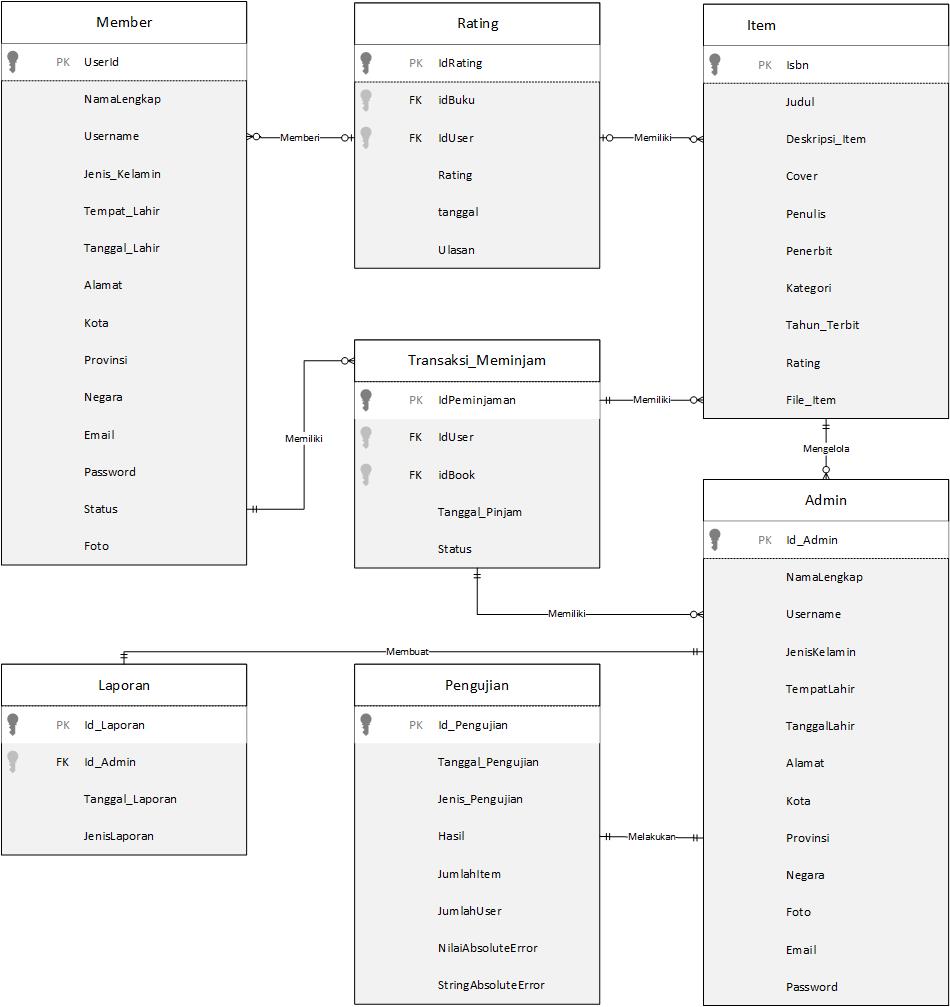 Member
PK UserId
NamaLengkap
Username
Jenis_Kelamin
Tempat_Lahir
Tanggal_Lahir
Alamat
Kota
Provinsi
Negara
Email
Password
Status
Foto
Memberi
Rating
PK IdRating
FK idBuku
FK IdUser
Rating
tanggal
Ulasan
Memiliki
Item
PK Isbn
Judul
Deskripsi_Item
Cover
Penulis
Penerbit
Kategori
Tahun_Terbit
Rating
File_Item
Memiliki
Transaksi_Meminjam
PK IdPeminjaman
FK IdUser
FK idBook
Tanggal_Pinjam
Status
Memiliki
Mengelola
Memiliki
Admin
PK Id_Admin
NamaLengkap
Username
JenisKelamin
TempatLahir
TanggalLahir
Alamat
Kota
Provinsi
Negara
Foto
Email
Password
Membuat
Laporan
PK Id_Laporan
FK Id_Admin
Tanggal_Laporan
JenisLaporan
Pengujian
PK Id_Pengujian
Tanggal_Pengujian
Jenis_Pengujian
Hasil
JumlahItem
JumlahUser
NilaiAbsoluteError
StringAbsoluteError
Melakukan